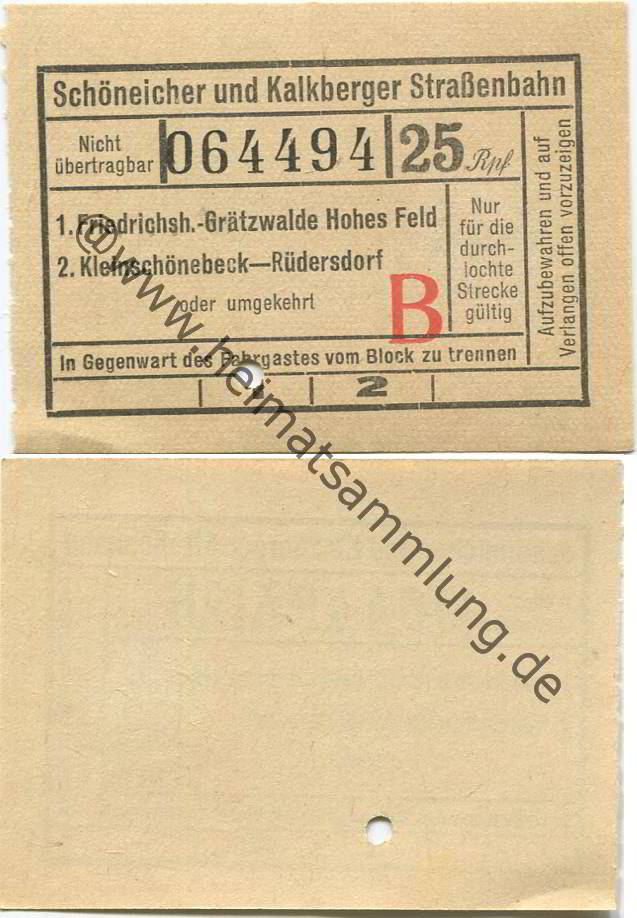 Schöneicher und Kalkberger Straßenbahn
Nicht
übertragbar
064494
25 Rpf
1. Friedrichsh.-Grätzwalde Hohes Feld
2. Kleinschönebeck—Rüdersdorf
oder umgekehrt
B
Nur
für die
durch-
lochte
Strecke
gültig
Aufzubewahren und auf
Verlangen offen vorzuzeigen
In Gegenwart des Fahrgastes vom Block zu trennen
2
@www.heimatsammlung.de